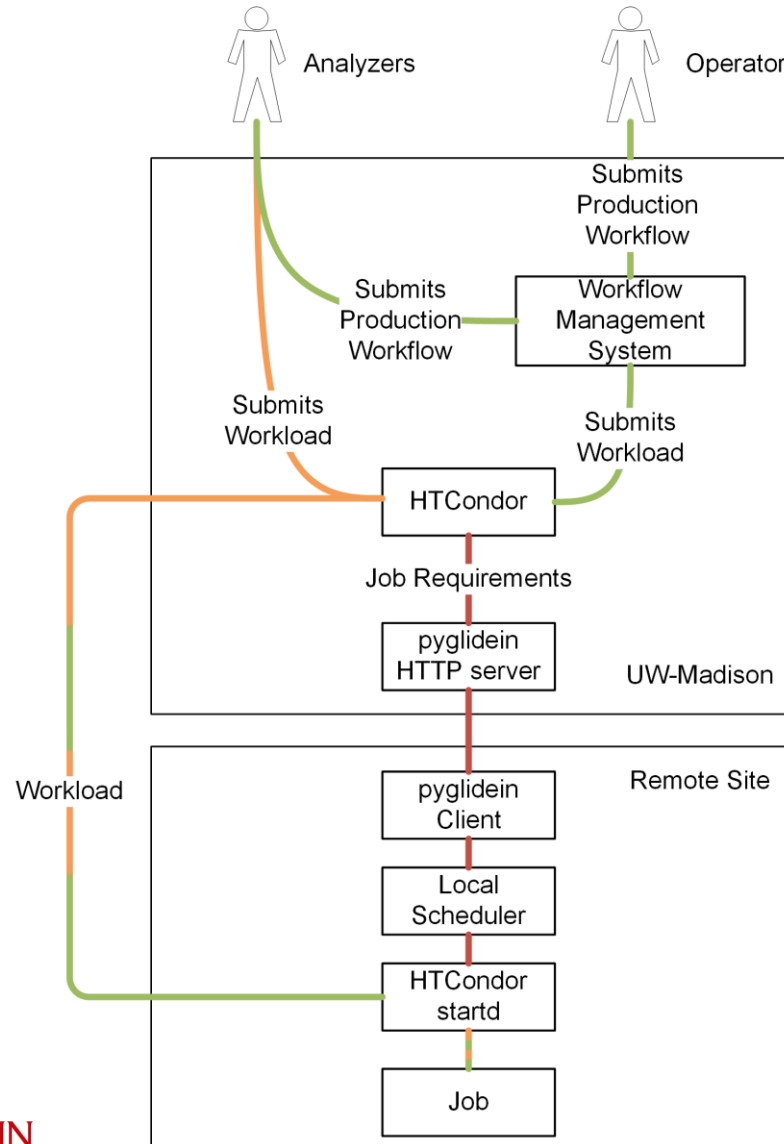 Analyzers
Operator
Submits
Production
Workflow
Submits
Production
Workflow
Workflow
Management
System
Submits
Workload
Submits
Workload
HTCondor
Job Requirements
pyglidein
HTTP server
UW-Madison
Remote Site
Workload
pyglidein
Client
Local
Scheduler
HTCondor
startd
Job
IN